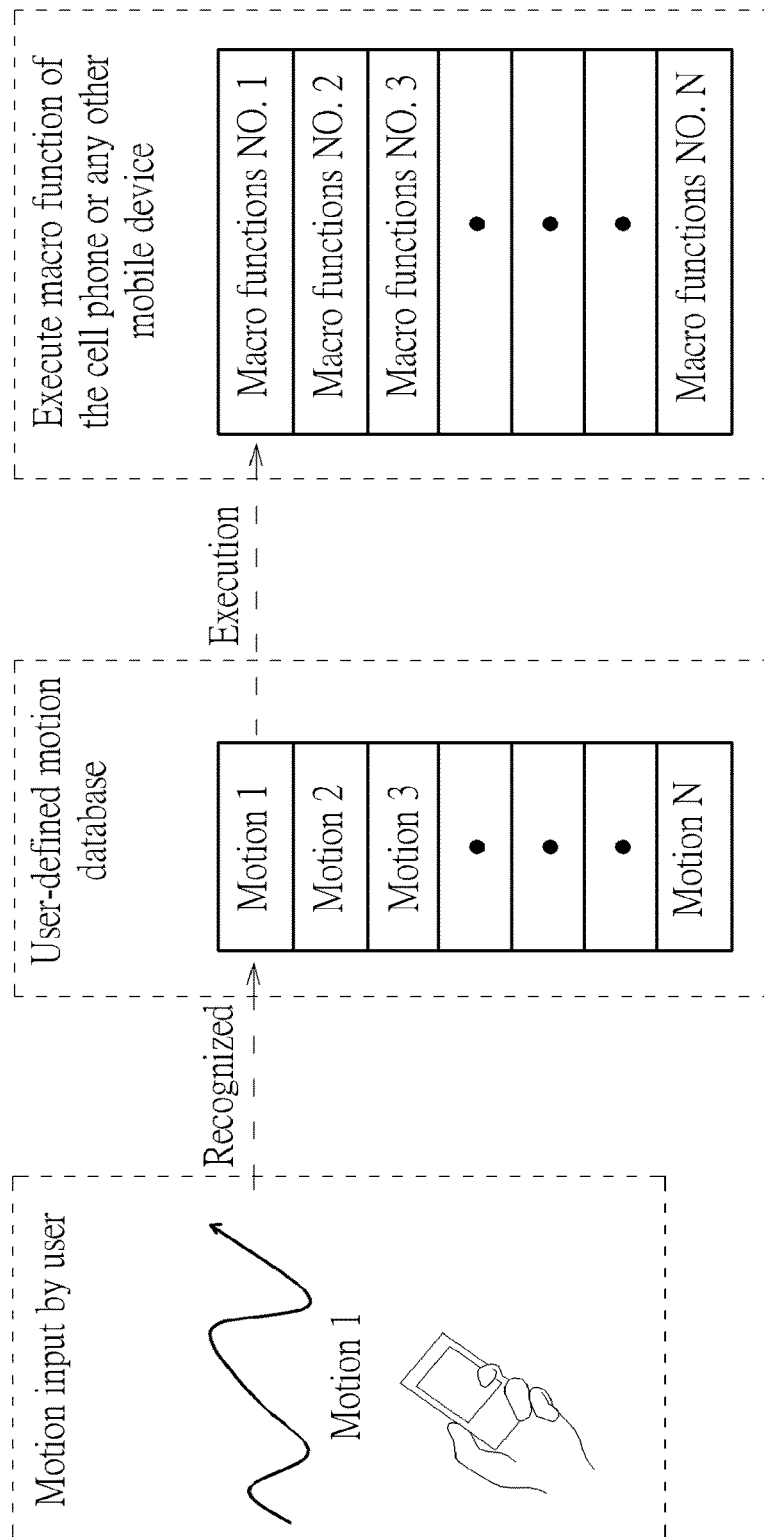 Motion input by user
Motion 1
Recognized
User-defined motion
database
Motion 1
Motion 2
Motion 3
Motion N
Execution
Execute macro function of
the cell phone or any other
mobile device
Macro functions NO. 1
Macro functions NO. 2
Macro functions NO. 3
Macro functions NO. N